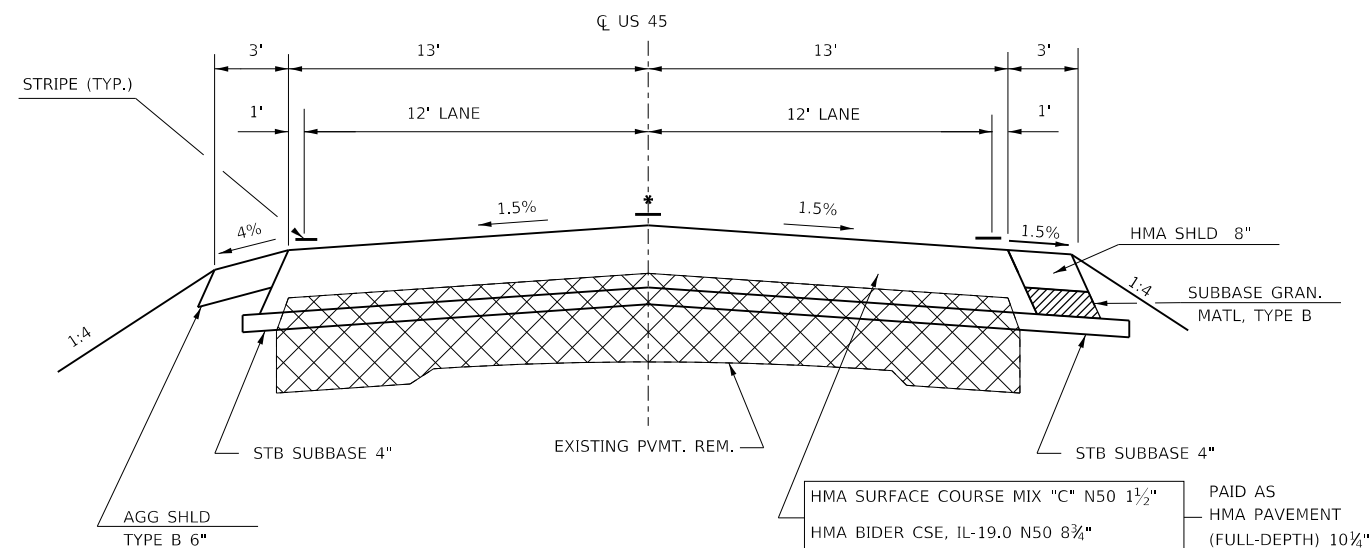 ℄ US 45
3' 13' 13' 3'
STRIPE (TYP.)
1' 12' LANE 12' LANE 1'
*
4% 1.5% 1.5% 1.5%
HMA SHLD 8"
1:4 1:4
SUBBASE GRAN.
MATL, TYPE B
STB SUBBASE 4" EXISTING PVMT. REM. STB SUBBASE 4"
AGG SHLD
TYPE B 6"
HMA SURFACE COURSE MIX "C" N50 1½"
HMA BIDER CSE, IL-19.0 N50 8¾"
PAID AS
HMA PAVEMENT
(FULL-DEPTH) 10¼"